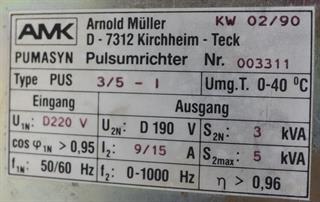 AMK Arnold Müller KW 02/90
D - 7312 Kirchheim - Teck
PUMASYN Pulsumrichter Nr. 003311
Type PUS 3/5 - I Umg.T. 0-40 °C
Eingang Ausgang
U1N: D220 V U2N: D 190 V S2N: 3 kVA
cos φ1N > 0,95 I2: 9/15 A S2max: 5 kVA
f1N: 50/60 Hz f2: 0-1000 Hz η > 0,96